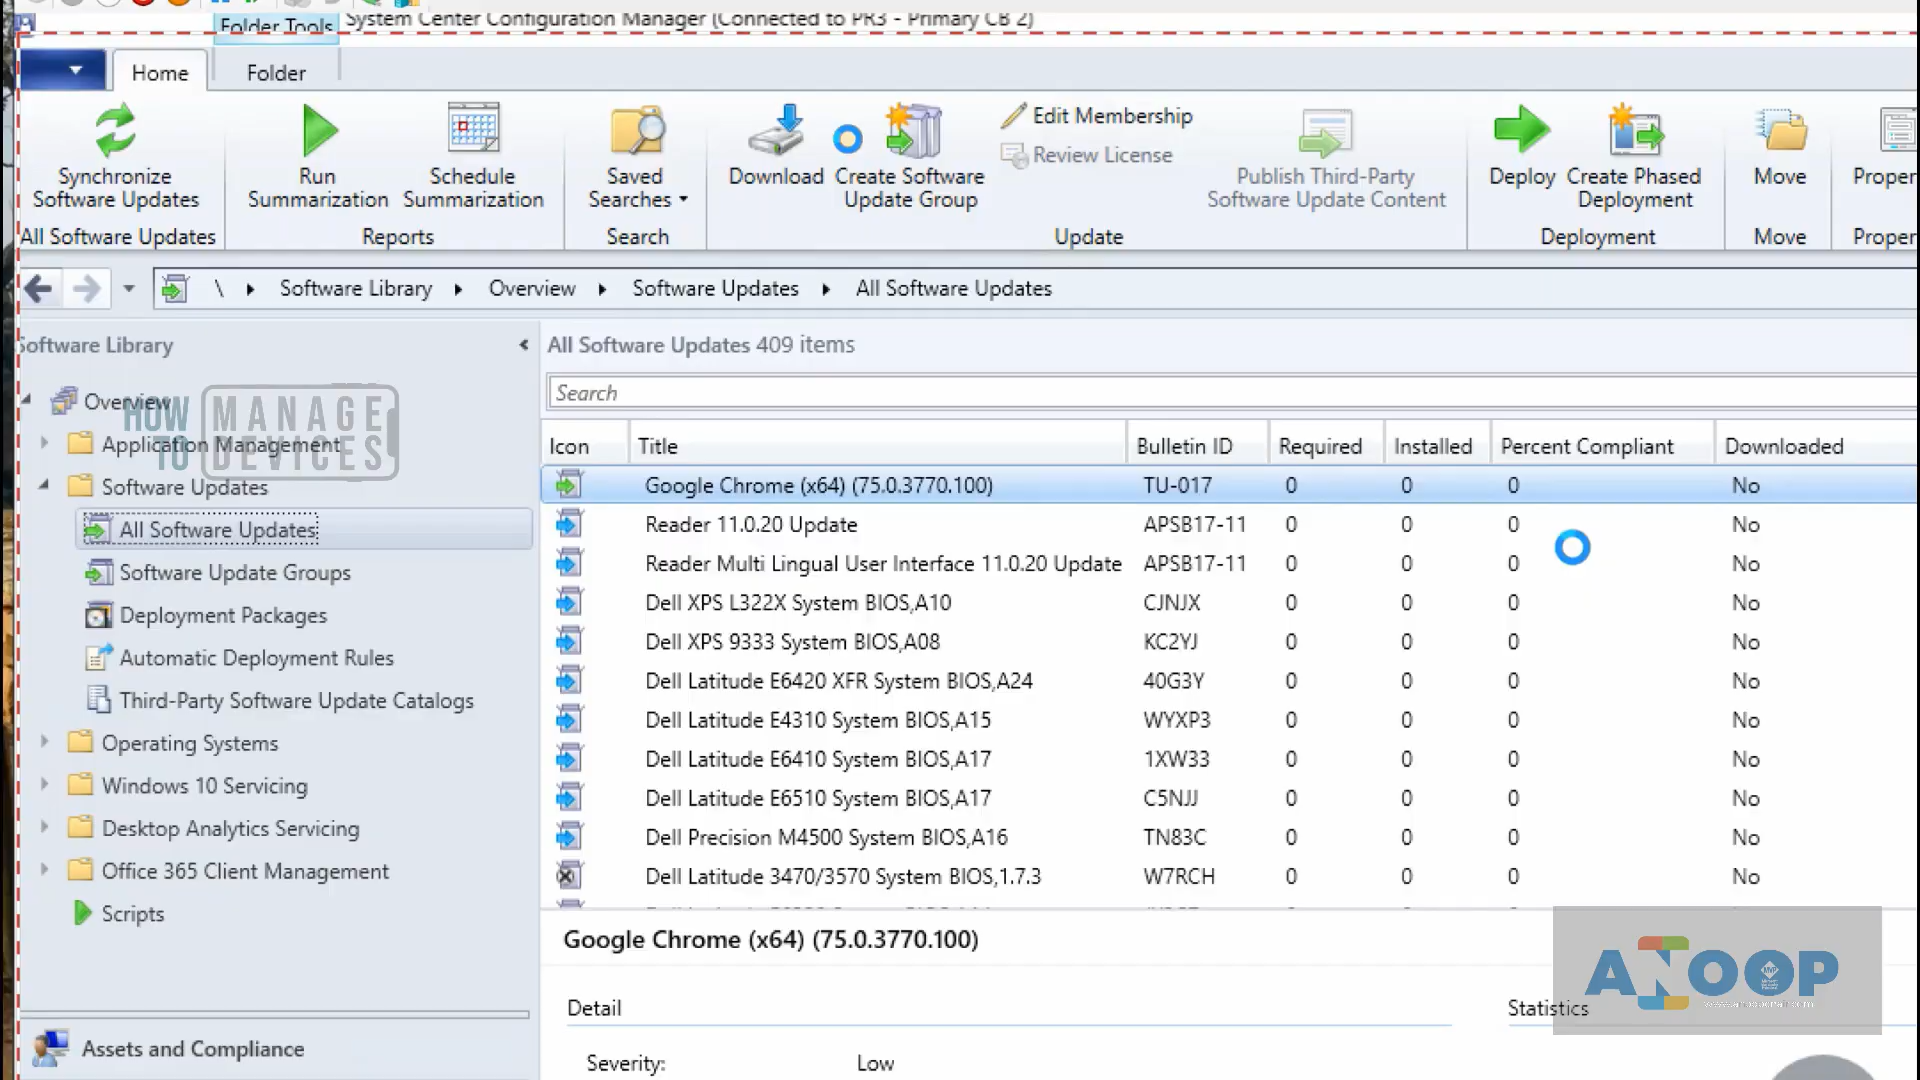 System Center Configuration Manager (Connected to PR3 - Primary CB 2)
Folder Tools
Home
Folder
Synchronize
Software Updates
Run
Summarization
Schedule
Summarization
Saved
Searches
Download
Create Software
Update Group
Edit Membership
Review License
Publish Third-Party
Software Update Content
Deploy
Create Phased
Deployment
Move
Proper
All Software Updates
Reports
Search
Update
Deployment
Move
Proper
\ Software Library Overview Software Updates All Software Updates
Software Library
Overview
Application Management
Software Updates
All Software Updates
Software Update Groups
Deployment Packages
Automatic Deployment Rules
Third-Party Software Update Catalogs
Operating Systems
Windows 10 Servicing
Desktop Analytics Servicing
Office 365 Client Management
Scripts
Assets and Compliance
HOW TO
MANAGE
DEVICES
All Software Updates 409 items
Search
Icon Title Bulletin ID Required Installed Percent Compliant Downloaded
Google Chrome (x64) (75.0.3770.100) TU-017 0 0 0 No
Reader 11.0.20 Update APSB17-11 0 0 0 No
Reader Multi Lingual User Interface 11.0.20 Update APSB17-11 0 0 0 No
Dell XPS L322X System BIOS,A10 CJNJX 0 0 0 No
Dell XPS 9333 System BIOS,A08 KC2YJ 0 0 0 No
Dell Latitude E6420 XFR System BIOS,A24 40G3Y 0 0 0 No
Dell Latitude E4310 System BIOS,A15 WYXP3 0 0 0 No
Dell Latitude E6410 System BIOS,A17 1XW33 0 0 0 No
Dell Latitude E6510 System BIOS,A17 C5NJJ 0 0 0 No
Dell Precision M4500 System BIOS,A16 TN83C 0 0 0 No
Dell Latitude 3470/3570 System BIOS,1.7.3 W7RCH 0 0 0 No
Google Chrome (x64) (75.0.3770.100)
Detail
Statistics
Severity: Low
ANOOP